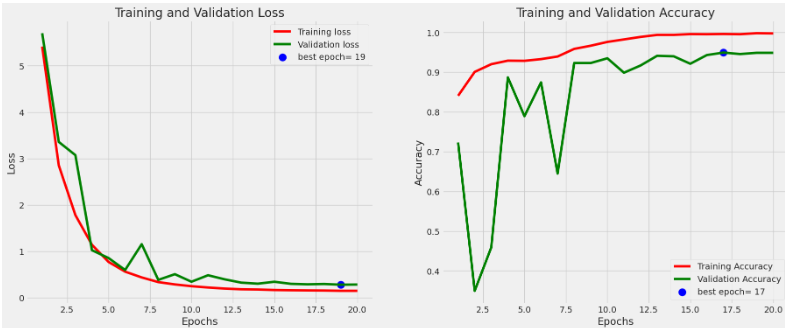 Training and Validation Loss
Training loss
Validation loss
best epoch= 19
Loss
5
4
3
2
1
0
2.5 5.0 7.5 10.0 12.5 15.0 17.5 20.0
Epochs
Training and Validation Accuracy
Accuracy
1.0
0.9
0.8
0.7
0.6
0.5
0.4
Training Accuracy
Validation Accuracy
best epoch= 17
2.5 5.0 7.5 10.0 12.5 15.0 17.5 20.0
Epochs